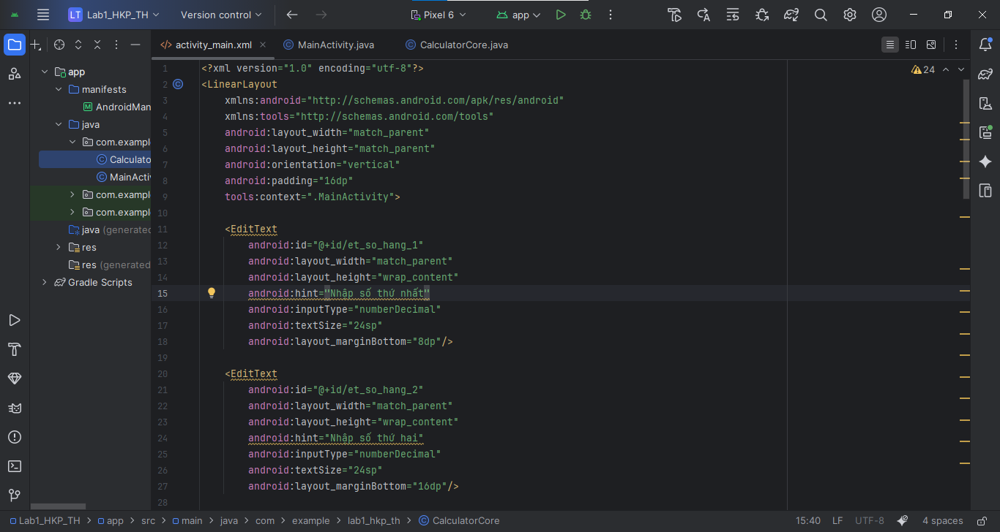 LT Lab1_HKP_TH Version control Pixel 6 app
activity_main.xml MainActivity.java CalculatorCore.java
app
manifests
AndroidMan
java
com.exampl
Calculato
MainActi
com.exampl
com.exampl
java (generated
res
res (generated
Gradle Scripts
24
1 <?xml version="1.0" encoding="utf-8"?>
2 <LinearLayout
3 xmlns:android="http://schemas.android.com/apk/res/android"
4 xmlns:tools="http://schemas.android.com/tools"
5 android:layout_width="match_parent"
6 android:layout_height="match_parent"
7 android:orientation="vertical"
8 android:padding="16dp"
9 tools:context=".MainActivity">
10
11 <EditText
12 android:id="@+id/et_so_hang_1"
13 android:layout_width="match_parent"
14 android:layout_height="wrap_content"
15 android:hint="Nhập số thứ nhất"
16 android:inputType="numberDecimal"
17 android:textSize="24sp"
18 android:layout_marginBottom="8dp"/>
19
20 <EditText
21 android:id="@+id/et_so_hang_2"
22 android:layout_width="match_parent"
23 android:layout_height="wrap_content"
24 android:hint="Nhập số thứ hai"
25 android:inputType="numberDecimal"
26 android:textSize="24sp"
27 android:layout_marginBottom="16dp"/>
28
Lab1_HKP_TH > app > src > main > java > com > example > lab1_hkp_th > CalculatorCore 15:40 LF UTF-8 4 spaces